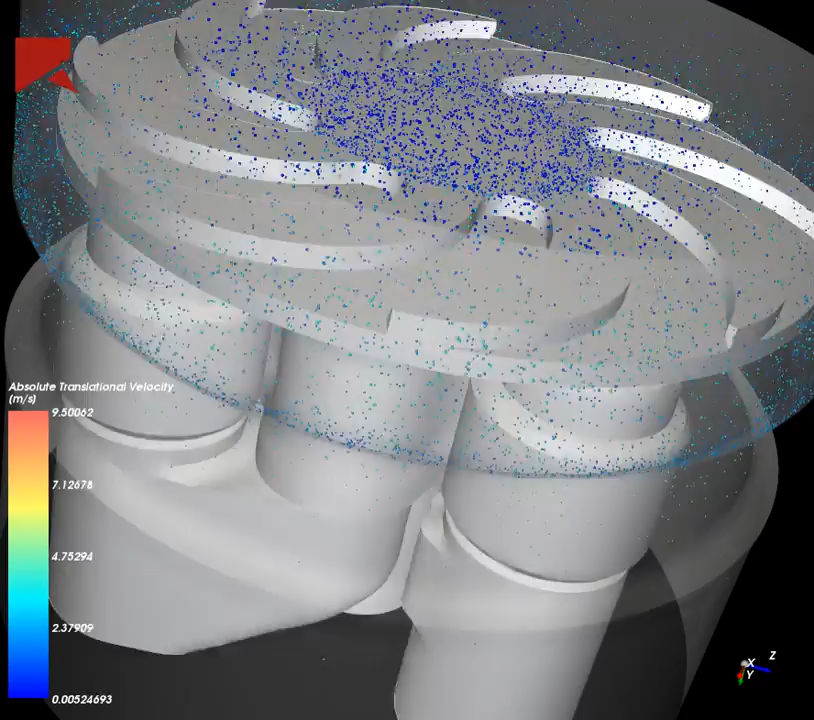 Absolute Translational Velocity
(m/s)
9.50062
7.12678
4.75294
2.37909
0.00524693
X
Z
Y